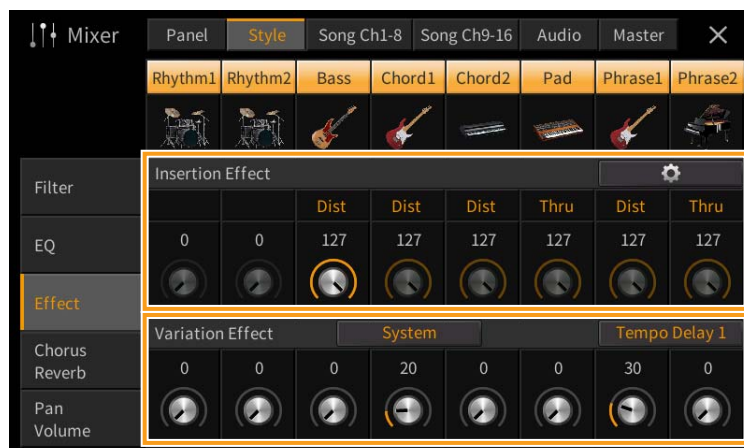 Mixer Panel Style Song Ch1-8 Song Ch9-16 Audio Master
Rhythm1 Rhythm2 Bass Chord1 Chord2 Pad Phrase1 Phrase2
Filter
EQ
Effect
Chorus
Reverb
Pan
Volume
Insertion Effect
Dist Dist Dist Thru Dist Thru
0 0 127 127 127 127 127 127
Variation Effect System Tempo Delay 1
0 0 0 20 0 0 30 0